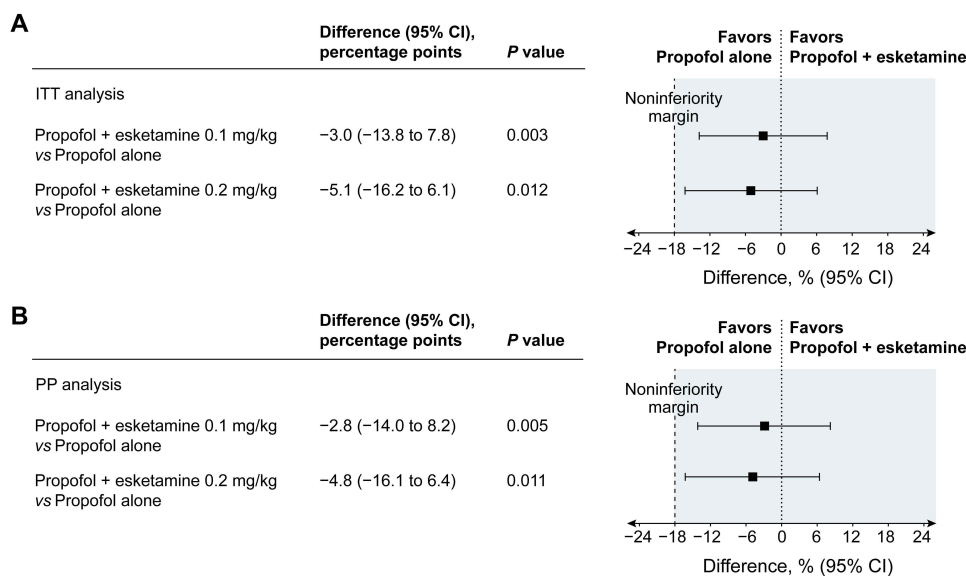 A
Difference (95% CI),
percentage points
P value
ITT analysis
Propofol + esketamine 0.1 mg/kg
vs Propofol alone
−3.0 (−13.8 to 7.8)
0.003
Propofol + esketamine 0.2 mg/kg
vs Propofol alone
−5.1 (−16.2 to 6.1)
0.012
Favors
Propofol alone
Favors
Propofol + esketamine
Noninferiority
margin
−24 −18 −12 −6 0 6 12 18 24
Difference, % (95% CI)
B
Difference (95% CI),
percentage points
P value
PP analysis
Propofol + esketamine 0.1 mg/kg
vs Propofol alone
−2.8 (−14.0 to 8.2)
0.005
Propofol + esketamine 0.2 mg/kg
vs Propofol alone
−4.8 (−16.1 to 6.4)
0.011
Favors
Propofol alone
Favors
Propofol + esketamine
Noninferiority
margin
−24 −18 −12 −6 0 6 12 18 24
Difference, % (95% CI)